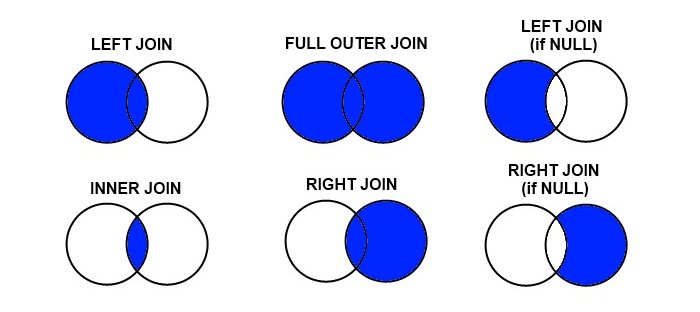 LEFT JOIN
FULL OUTER JOIN
LEFT JOIN
(if NULL)
INNER JOIN
RIGHT JOIN
RIGHT JOIN
(if NULL)